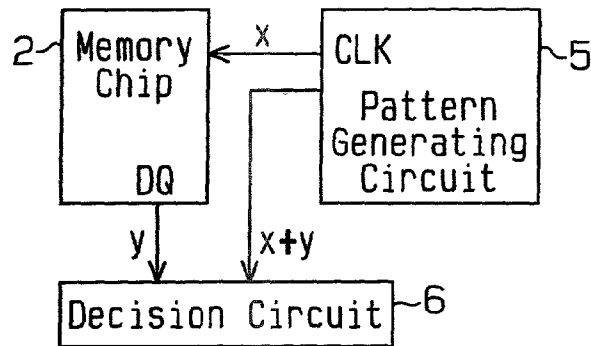 2
Memory
Chip
DQ
x
CLK
Pattern
Generating
Circuit
5
y
x+y
Decision Circuit
6